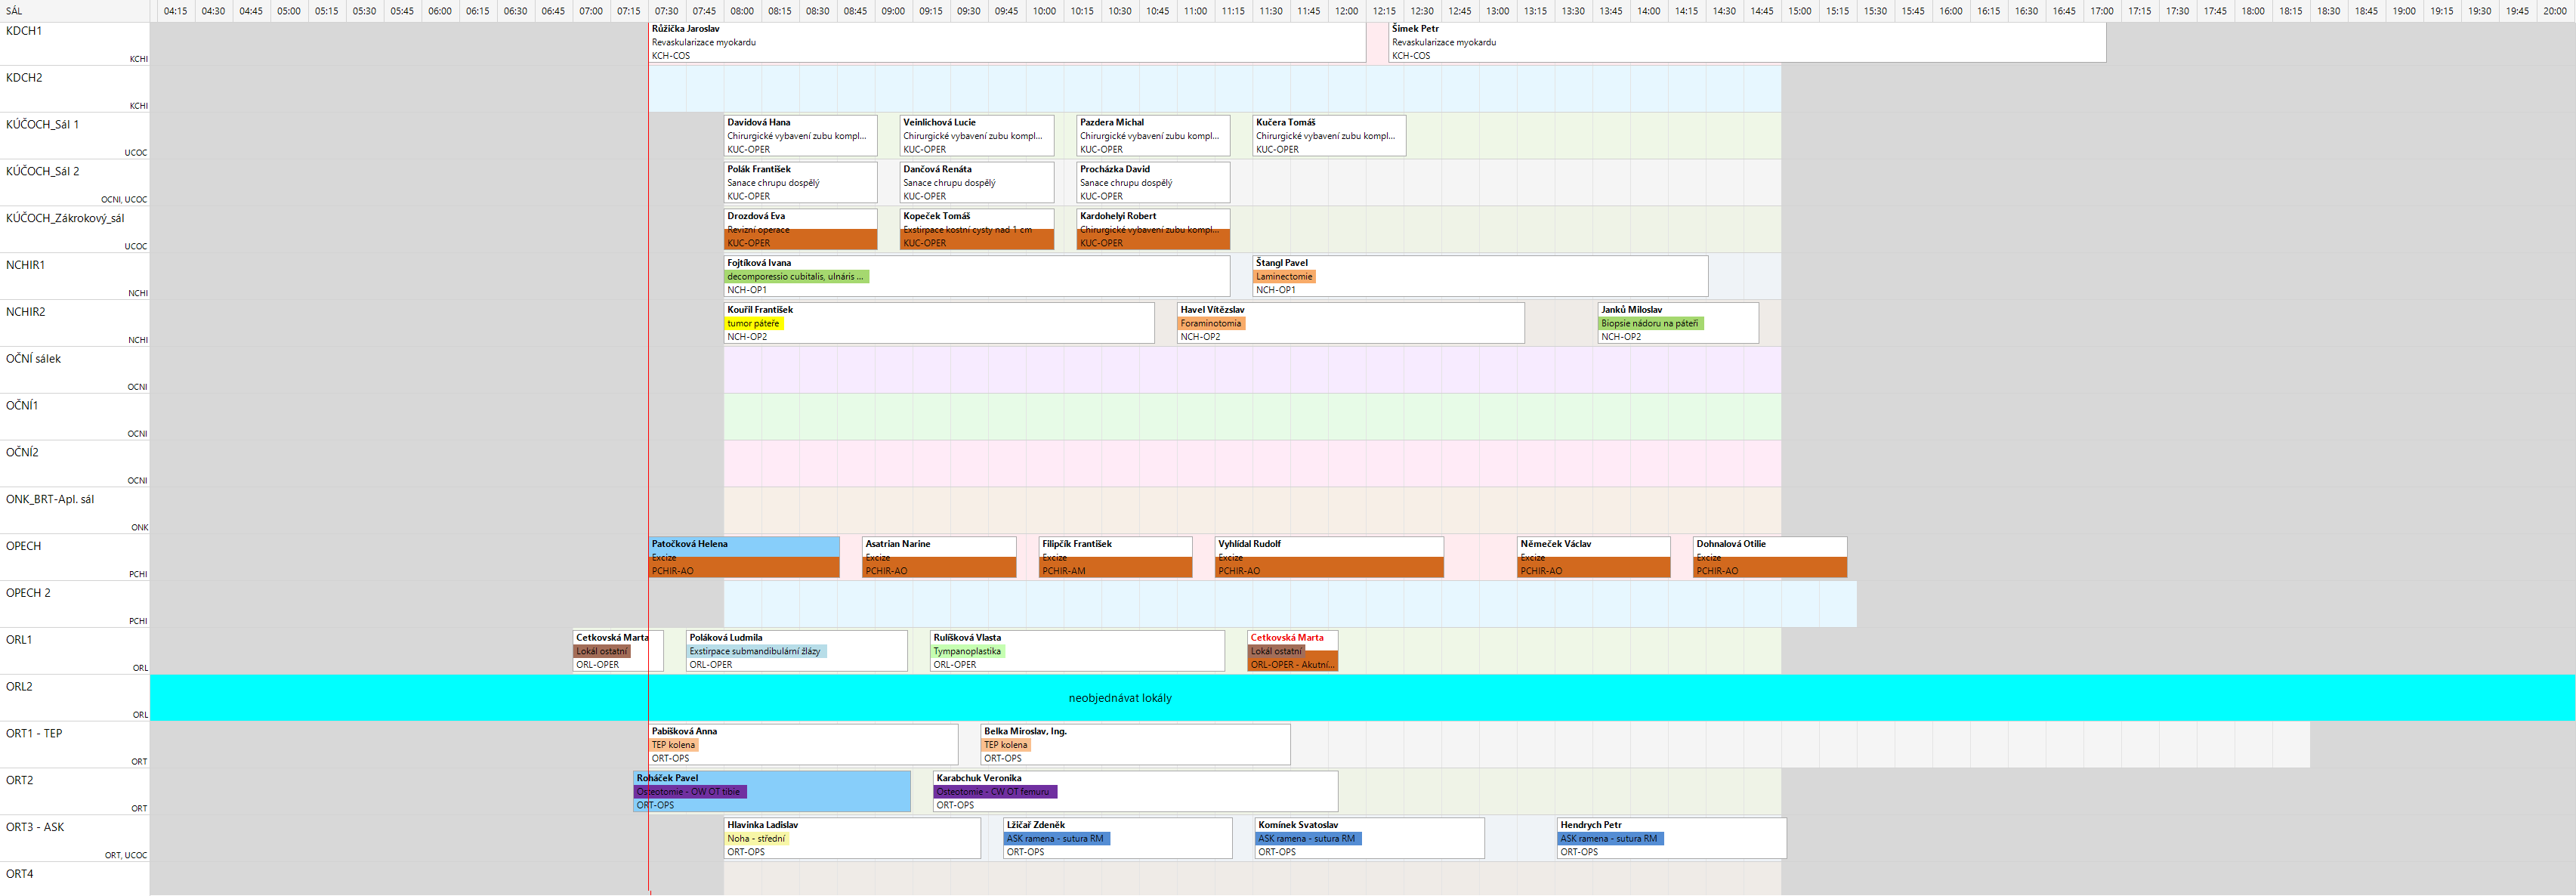 SÁL 04:15 04:30 04:45 05:00 05:15 05:30 05:45 06:00 06:15 06:30 06:45 07:00 07:15 07:30 07:45 08:00 08:15 08:30 08:45 09:00 09:15 09:30 09:45 10:00 10:15 10:30 10:45 11:00 11:15 11:30 11:45 12:00 12:15 12:30 12:45 13:00 13:15 13:30 13:45 14:00 14:15 14:30 14:45 15:00 15:15 15:30 15:45 16:00 16:15 16:30 16:45 17:00 17:15 17:30 17:45 18:00 18:15 18:30 18:45 19:00 19:15 19:30 19:45 20:00
KDCH1 Růžička Jaroslav Šimek Petr
Revaskularizace myokardu Revaskularizace myokardu
KCHI KCH-COS KCH-COS
KDCH2
KCHI
KÚČOCH_Sál 1 Davidová Hana Veinlichová Lucie Pazdera Michal Kučera Tomáš
Chirurgické vybavení zubu kompl... Chirurgické vybavení zubu kompl... Chirurgické vybavení zubu kompl... Chirurgické vybavení zubu kompl...
UCOC KUC-OPER KUC-OPER KUC-OPER KUC-OPER
KÚČOCH_Sál 2 Polák František Dančová Renáta Procházka David
Sanace chrupu dospělý Sanace chrupu dospělý Sanace chrupu dospělý
OCNI, UCOC KUC-OPER KUC-OPER KUC-OPER
KÚČOCH_Zákrokový_sál Drozdová Eva Kopeček Tomáš Kardohelyi Robert
Revizní operace Exstirpace kostní cysty nad 1 cm Chirurgické vybavení zubu kompl...
UCOC KUC-OPER KUC-OPER KUC-OPER
NCHIR1 Fojtíková Ivana Štangl Pavel
decomporessio cubitalis, ulnáris ... Laminectomie
NCHI NCH-OP1 NCH-OP1
NCHIR2 Kouřil František Havel Vítězslav Janků Miloslav
tumor páteře Foraminotomia Biopsie nádoru na páteři
NCHI NCH-OP2 NCH-OP2 NCH-OP2
OČNÍ sálek
OCNI
OČNÍ1
OCNI
OČNÍ2
OCNI
ONK_BRT-Apl. sál
ONK
OPECH Patočková Helena Asatrian Narine Filipčík František Vyhlídal Rudolf Němeček Václav Dohnalová Otilie
Excize Excize Excize Excize Excize Excize
PCHI PCHIR-AO PCHIR-AO PCHIR-AM PCHIR-AO PCHIR-AO PCHIR-AO
OPECH 2
PCHI
ORL1 Cetkovská Marta Poláková Ludmila Rulíšková Vlasta Cetkovská Marta
Lokál ostatní Exstirpace submandibulární žlázy Tympanoplastika Lokál ostatní
ORL ORL-OPER ORL-OPER ORL-OPER ORL-OPER - Akutní...
ORL2 neobjednávat lokály
ORL
ORT1 - TEP Pabišková Anna Belka Miroslav, Ing.
TEP kolena TEP kolena
ORT ORT-OPS ORT-OPS
ORT2 Roháček Pavel Karabchuk Veronika
Osteotomie - OW OT tibie Osteotomie - CW OT femuru
ORT ORT-OPS ORT-OPS
ORT3 - ASK Hlavinka Ladislav Lžičař Zdeněk Komínek Svatoslav Hendrych Petr
Noha - střední ASK ramena - sutura RM ASK ramena - sutura RM ASK ramena - sutura RM
ORT, UCOC ORT-OPS ORT-OPS ORT-OPS ORT-OPS
ORT4